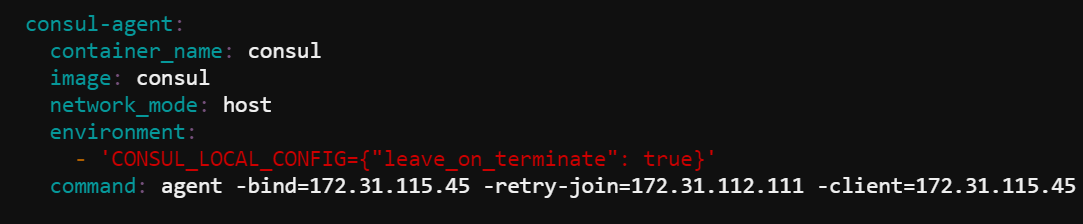 consul-agent:
  container_name: consul
  image: consul
  network_mode: host
  environment:
    - 'CONSUL_LOCAL_CONFIG={"leave_on_terminate": true}'
  command: agent -bind=172.31.115.45 -retry-join=172.31.112.111 -client=172.31.115.45